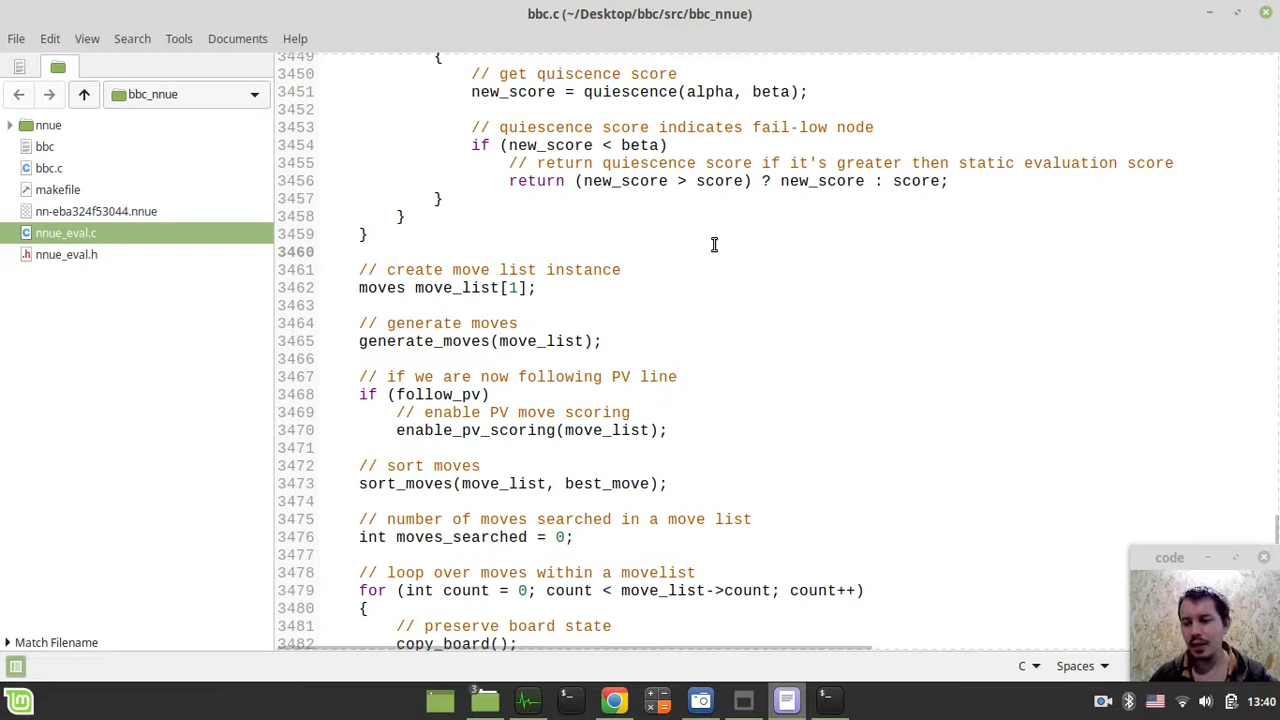 bbc.c (~/Desktop/bbc/src/bbc_nnue)
File Edit View Search Tools Documents Help
bbc_nnue
nnue
bbc
bbc.c
makefile
nn-eba324f53044.nnue
nnue_eval.c
nnue_eval.h
Match Filename
3449 {
3450 // get quiscence score
3451 new_score = quiescence(alpha, beta);
3452
3453 // quiescence score indicates fail-low node
3454 if (new_score < beta)
3455 // return quiescence score if it's greater then static evaluation score
3456 return (new_score > score) ? new_score : score;
3457 }
3458 }
3459 }
3460
3461 // create move list instance
3462 moves move_list[1];
3463
3464 // generate moves
3465 generate_moves(move_list);
3466
3467 // if we are now following PV line
3468 if (follow_pv)
3469 // enable PV move scoring
3470 enable_pv_scoring(move_list);
3471
3472 // sort moves
3473 sort_moves(move_list, best_move);
3474
3475 // number of moves searched in a move list
3476 int moves_searched = 0;
3477
3478 // loop over moves within a movelist
3479 for (int count = 0; count < move_list->count; count++)
3480 {
3481 // preserve board state
3482 copy_board();
code
C Spaces
3
13:40